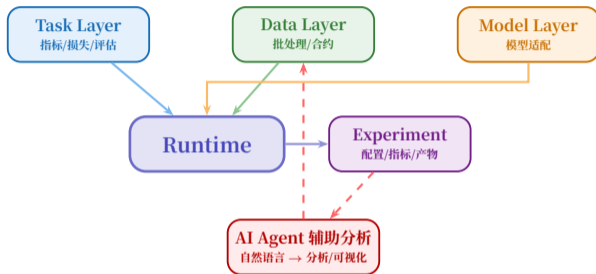 Task Layer
指标/损失/评估
Data Layer
批处理/合约
Model Layer
模型适配
Runtime
Experiment
配置/指标/产物
AI Agent 辅助分析
自然语言 → 分析/可视化